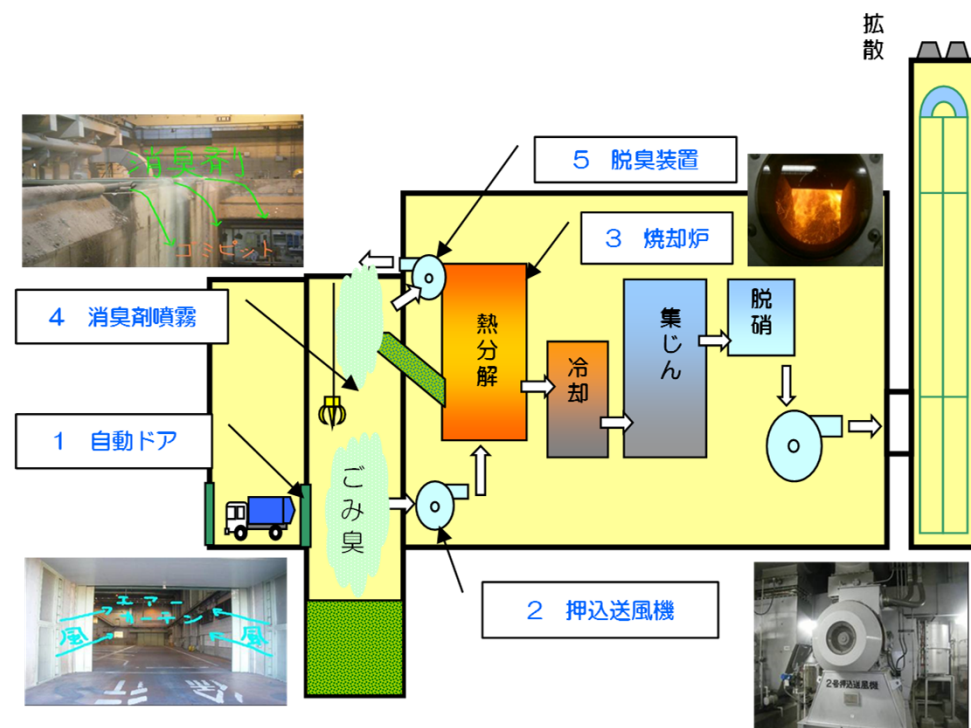 拡散
消臭剤
ゴミピット
5 脱臭装置
3 焼却炉
4 消臭剤噴霧
1 自動ドア
熱分解
冷却
集じん
脱硝
ごみ臭
2 押込送風機
エアー
カーテン
風
風
2号押込送風機